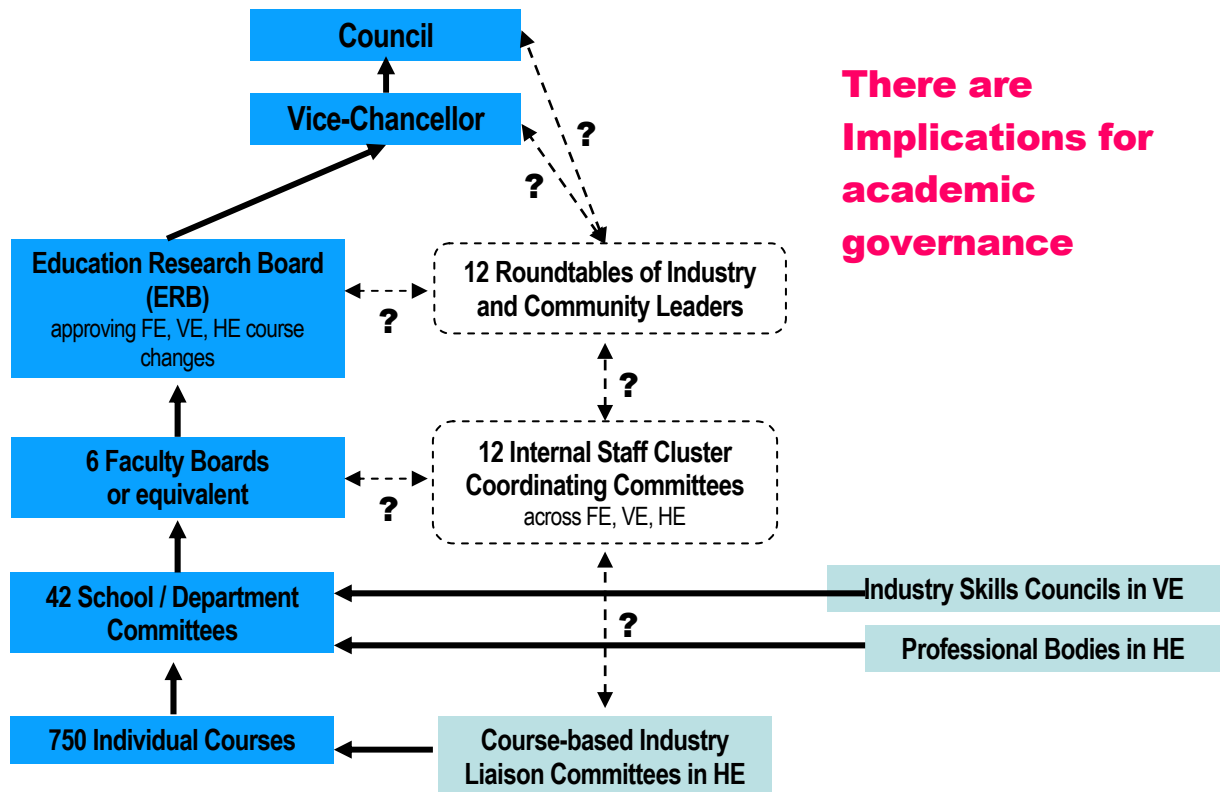 Council
Vice-Chancellor
There are
Implications for
academic
governance
?
?
Education Research Board
(ERB)
approving FE, VE, HE course
changes
?
12 Roundtables of Industry
and Community Leaders
?
6 Faculty Boards
or equivalent
?
12 Internal Staff Cluster
Coordinating Committees
across FE, VE, HE
42 School / Department
Committees
?
Industry Skills Councils in VE
Professional Bodies in HE
750 Individual Courses
Course-based Industry
Liaison Committees in HE